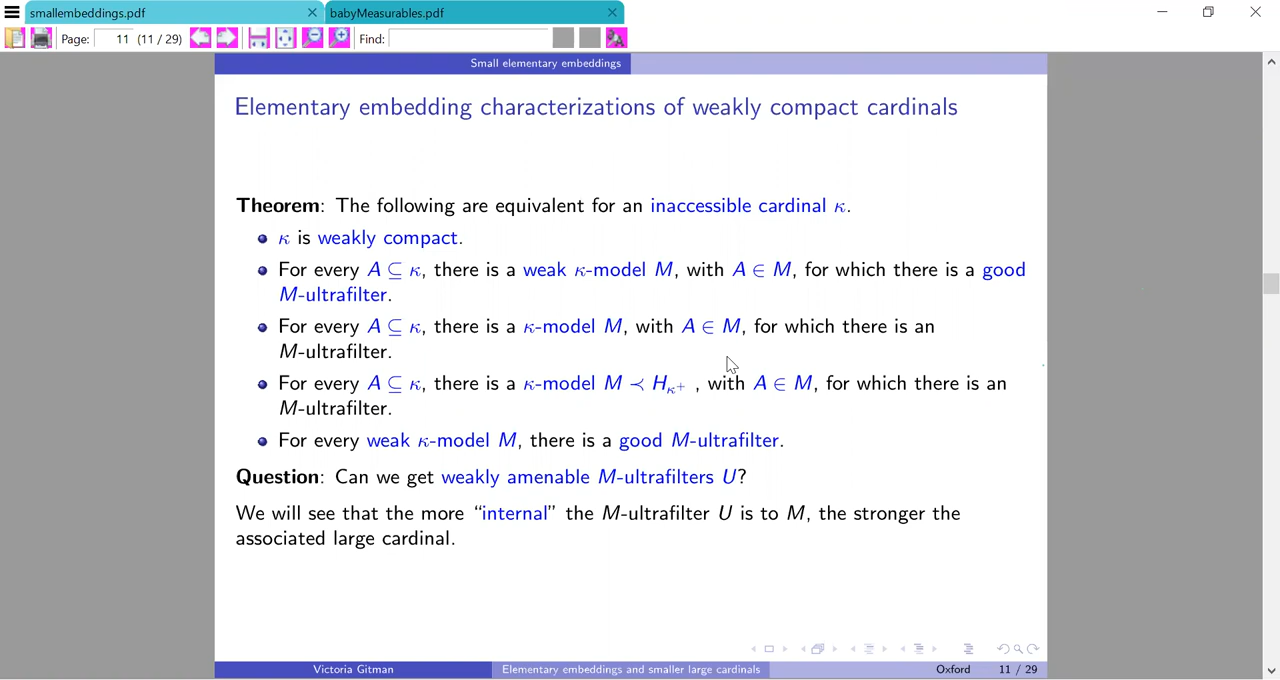 smallembeddings.pdf
babyMeasurables.pdf
Page: 11 (11 / 29)
Find:
Small elementary embeddings
Elementary embedding characterizations of weakly compact cardinals
Theorem: The following are equivalent for an inaccessible cardinal κ.
κ is weakly compact.
For every A ⊆ κ, there is a weak κ-model M, with A ∈ M, for which there is a good
M-ultrafilter.
For every A ⊆ κ, there is a κ-model M, with A ∈ M, for which there is an
M-ultrafilter.
For every A ⊆ κ, there is a κ-model M ≺ Hκ+ , with A ∈ M, for which there is an
M-ultrafilter.
For every weak κ-model M, there is a good M-ultrafilter.
Question: Can we get weakly amenable M-ultrafilters U?
We will see that the more “internal” the M-ultrafilter U is to M, the stronger the
associated large cardinal.
Victoria Gitman
Elementary embeddings and smaller large cardinals
Oxford
11 / 29